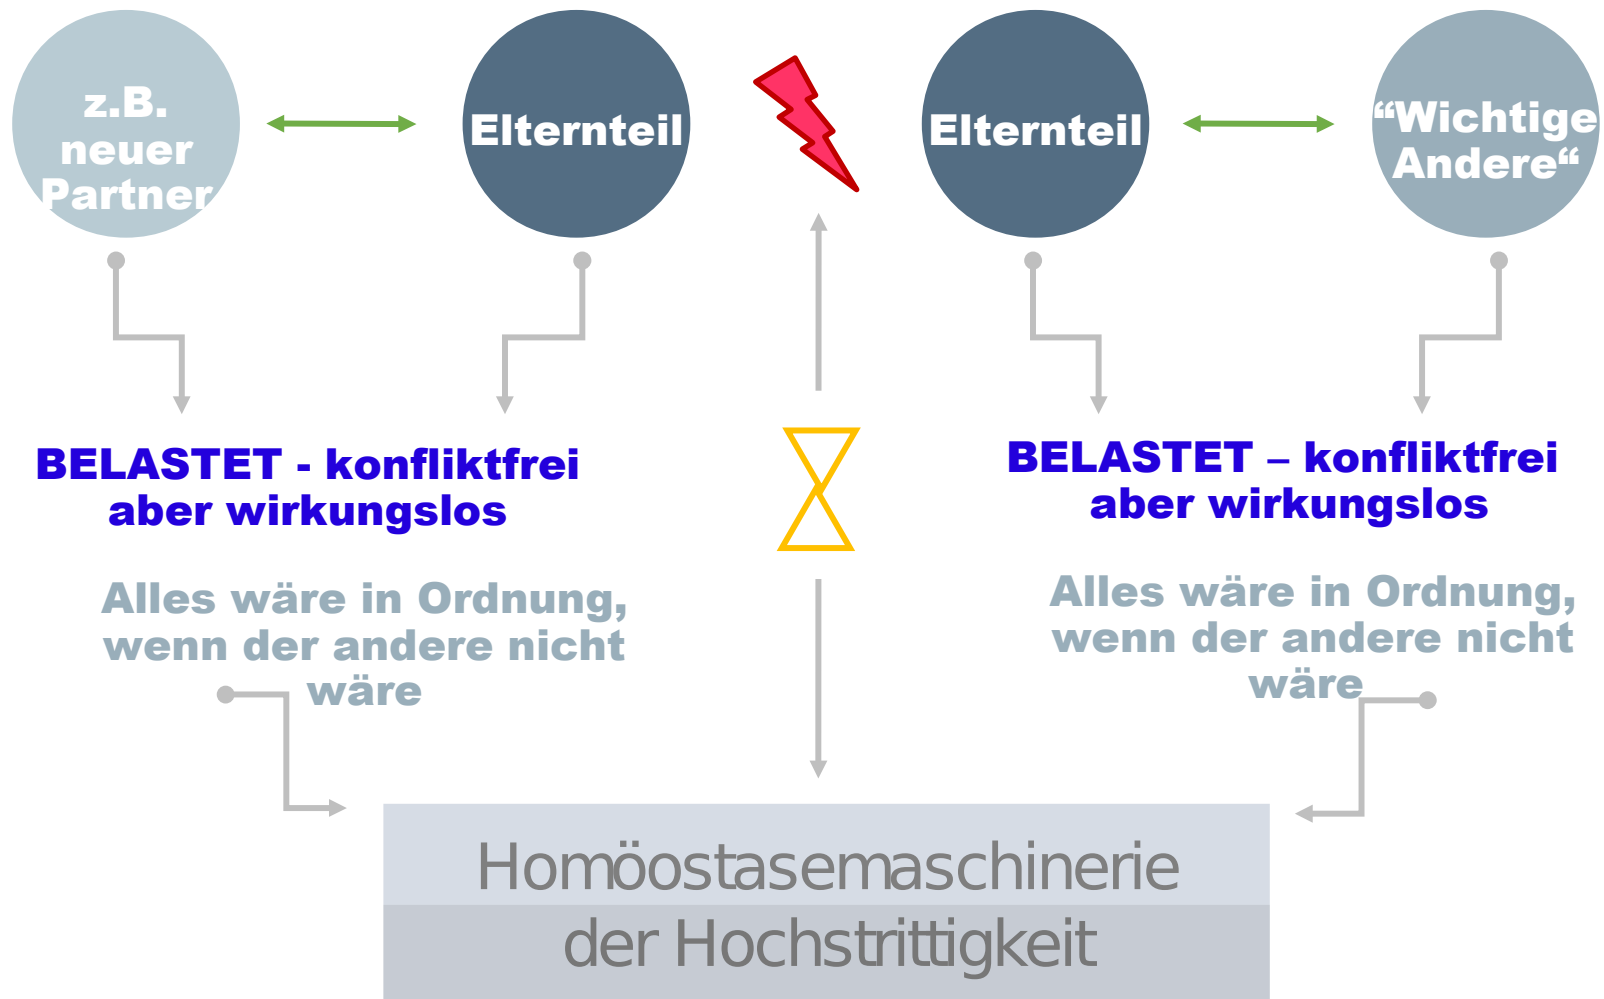 z.B.
neuer
Partner
Elternteil
Elternteil
“Wichtige
Andere“
BELASTET - konfliktfrei
aber wirkungslos
BELASTET – konfliktfrei
aber wirkungslos
Alles wäre in Ordnung,
wenn der andere nicht
wäre
Alles wäre in Ordnung,
wenn der andere nicht
wäre
Homöostasemaschinerie
der Hochstrittigkeit